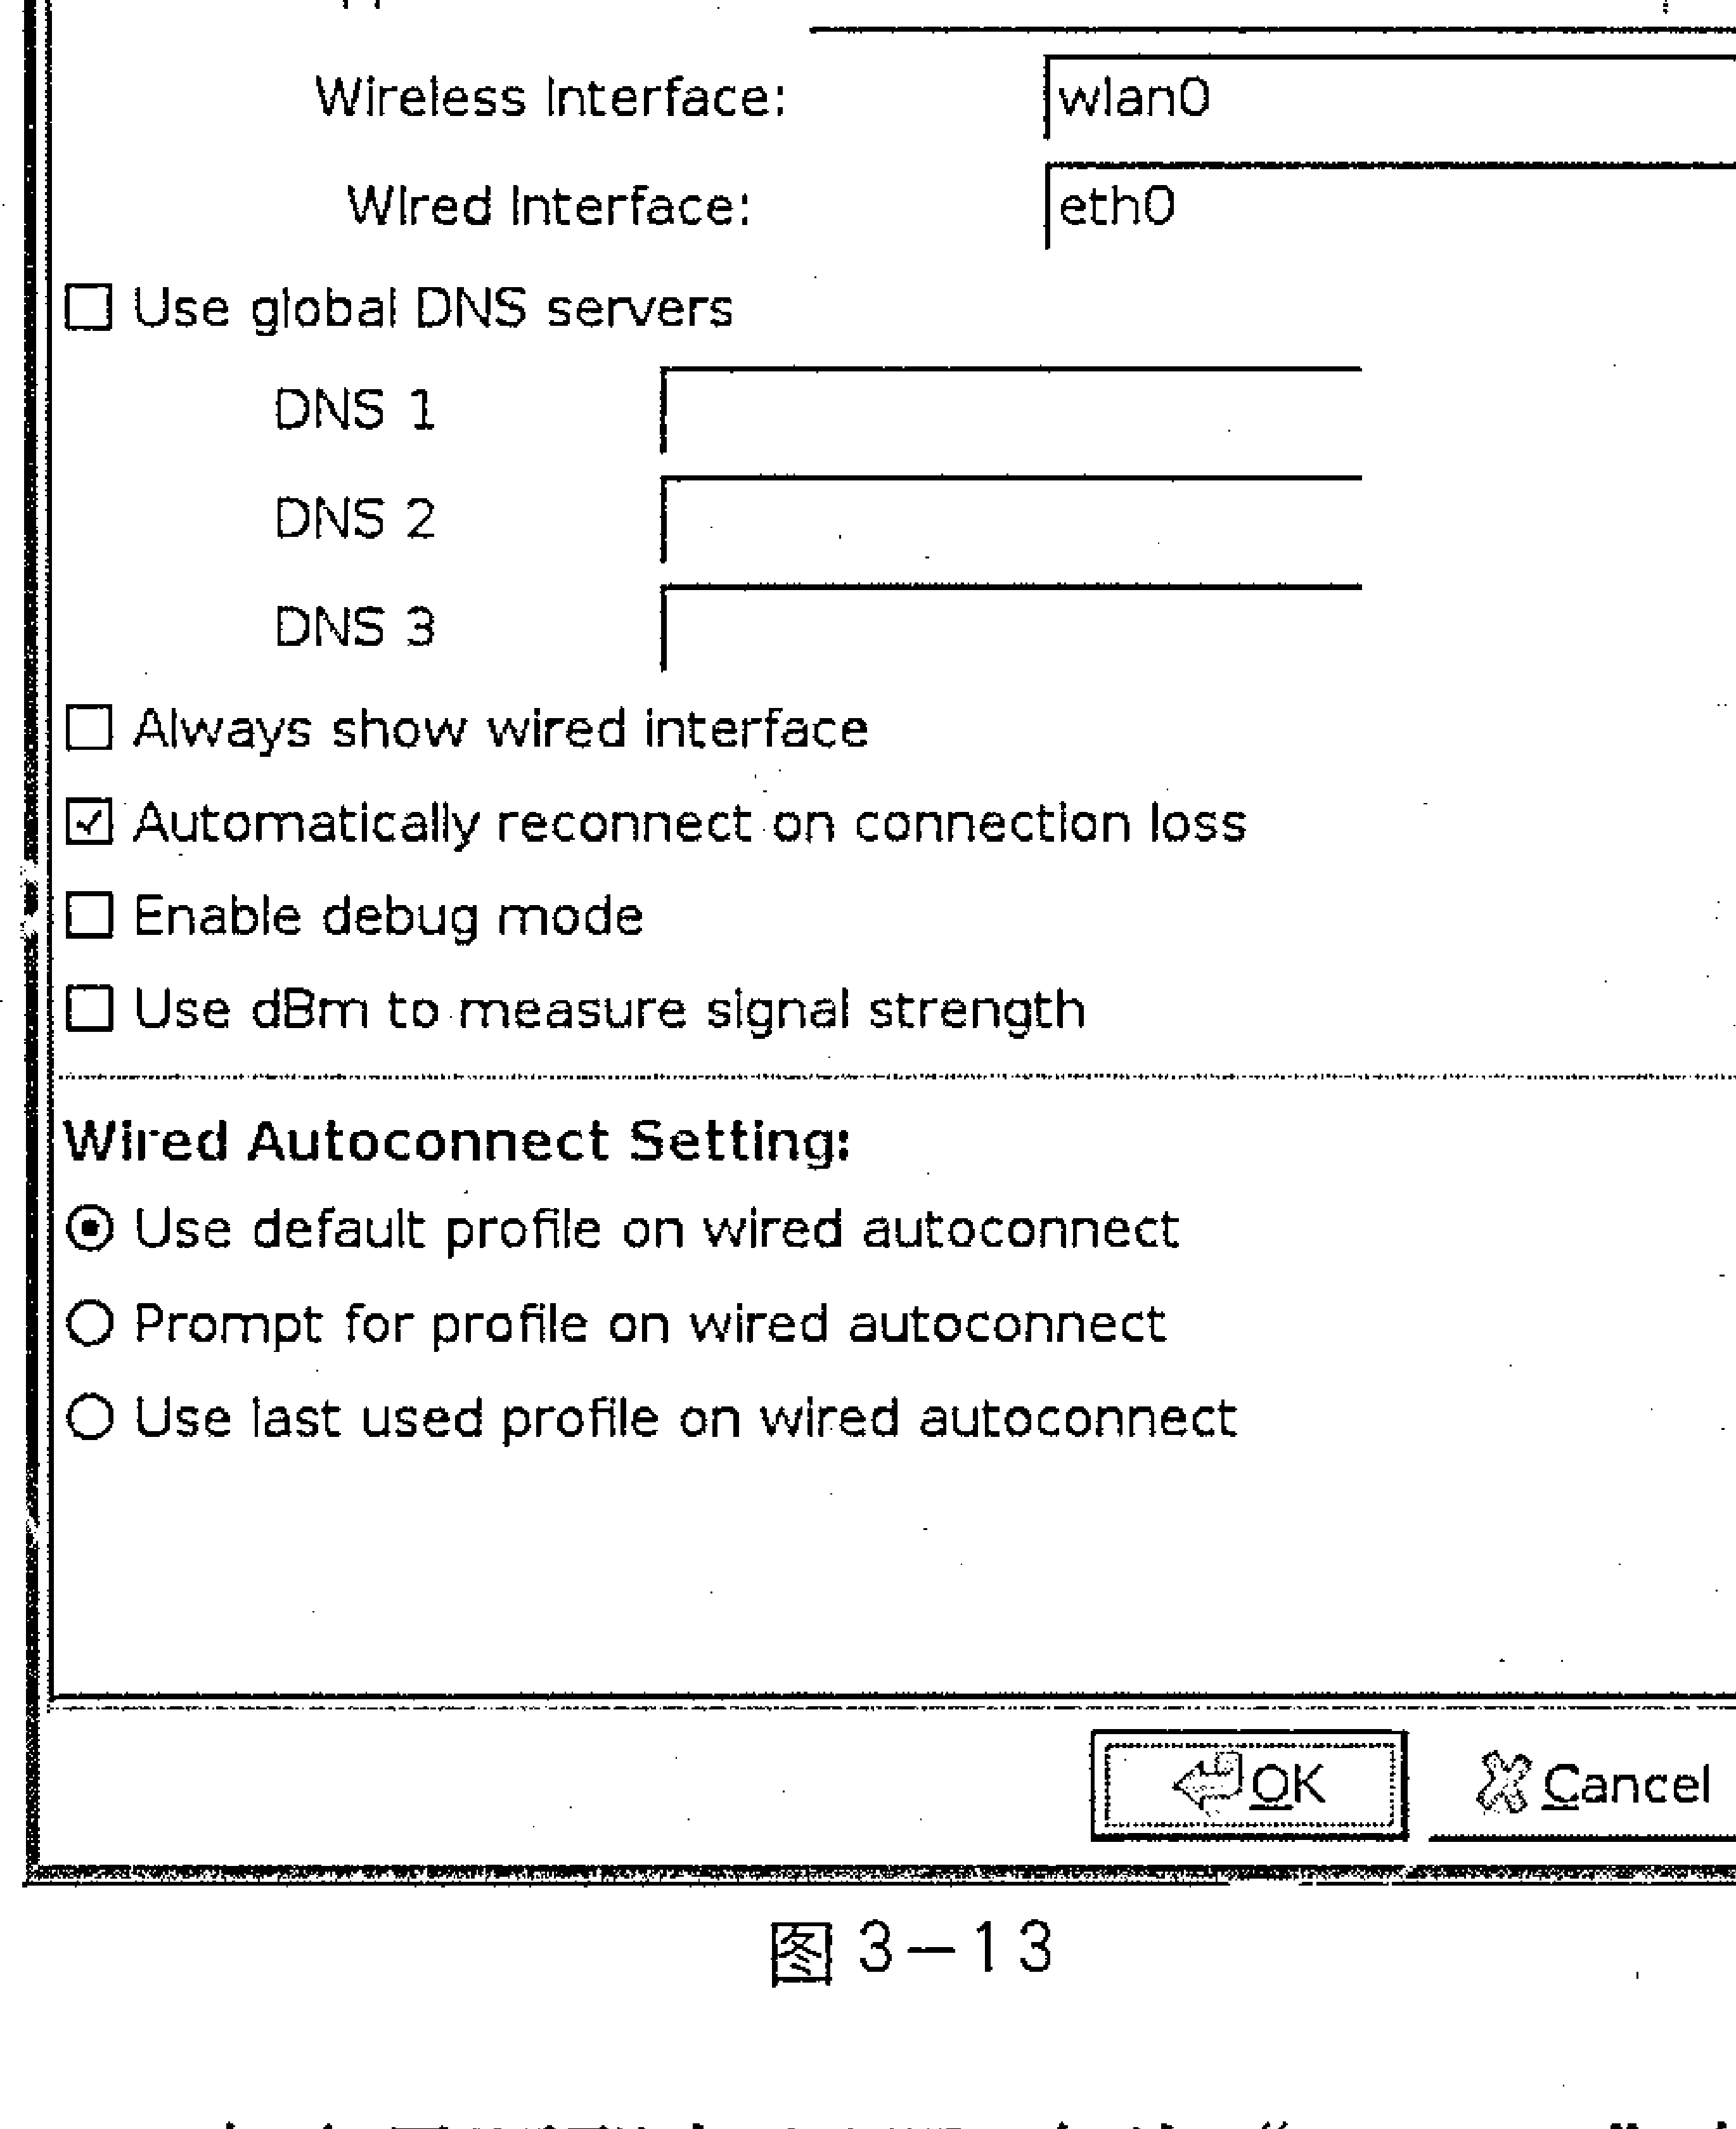 Wireless Interface: wlan0
Wired Interface: eth0
Use global DNS servers
DNS 1
DNS 2
DNS 3
Always show wired interface
Automatically reconnect on connection loss
Enable debug mode
Use dBm to measure signal strength
Wired Autoconnect Setting:
Use default profile on wired autoconnect
Prompt for profile on wired autoconnect
Use last used profile on wired autoconnect
OK Cancel
图 3-13